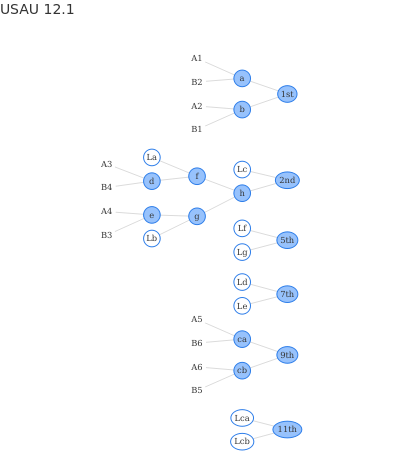 USAU 12.1
A1
a
B2
1st
A2
b
B1
La
A3
d
f
Lc
B4
2nd
h
A4
e
g
B3
Lb
Lf
5th
Lg
Ld
7th
Le
A5
ca
B6
9th
A6
cb
B5
Lca
11th
Lcb